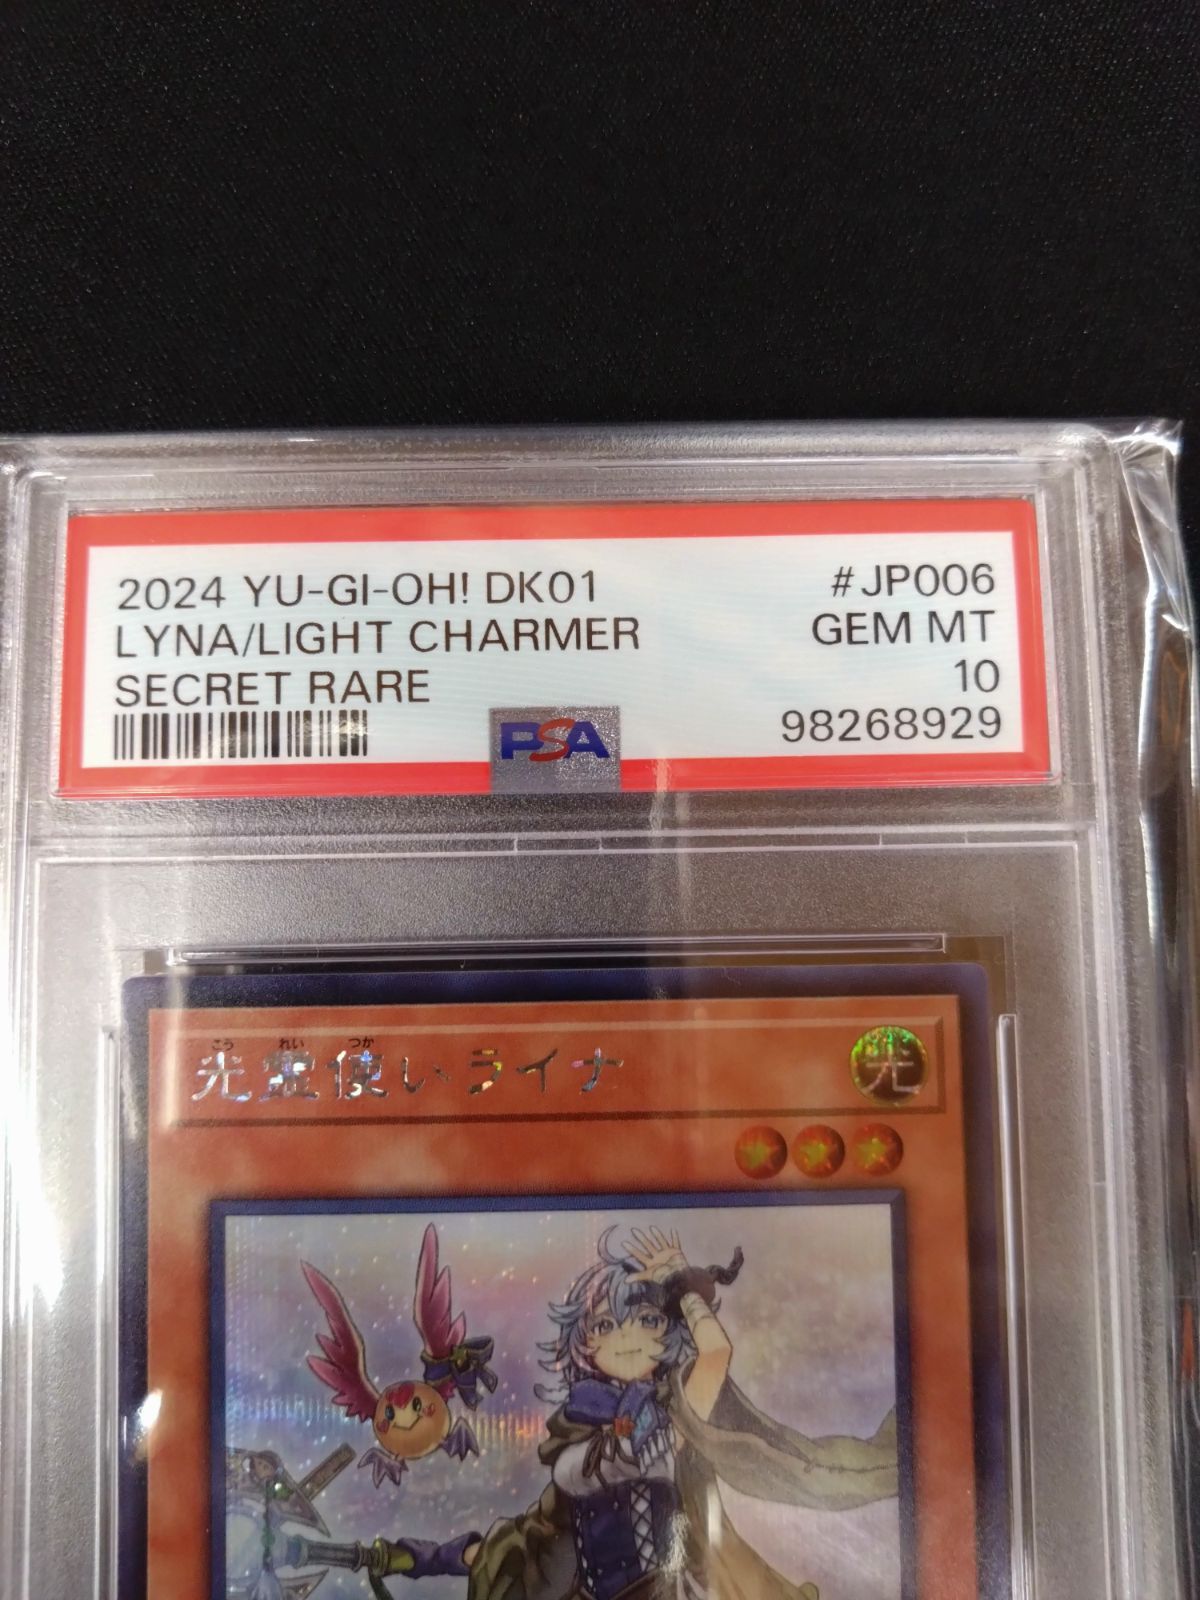 2024 YU-GI-OH! DK01
#JP006
LYNA/LIGHT CHARMER
GEM MT
SECRET RARE
10
98268929
PSA
こう れい つか
光霊使いライナ
光